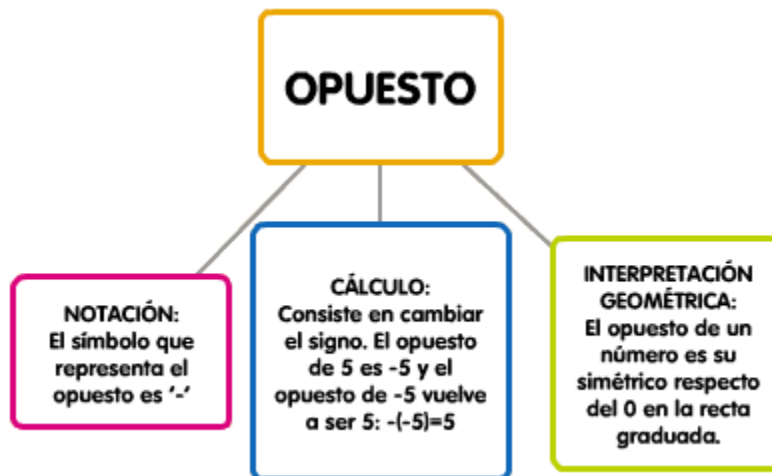 OPUESTO
NOTACIÓN:
El símbolo que
representa el
opuesto es ‘-‘
CÁLCULO:
Consiste en cambiar
el signo. El opuesto
de 5 es -5 y el
opuesto de -5 vuelve
a ser 5: -(-5)=5
INTERPRETACIÓN
GEOMÉTRICA:
El opuesto de un
número es su
simétrico respecto
del 0 en la recta
graduada.